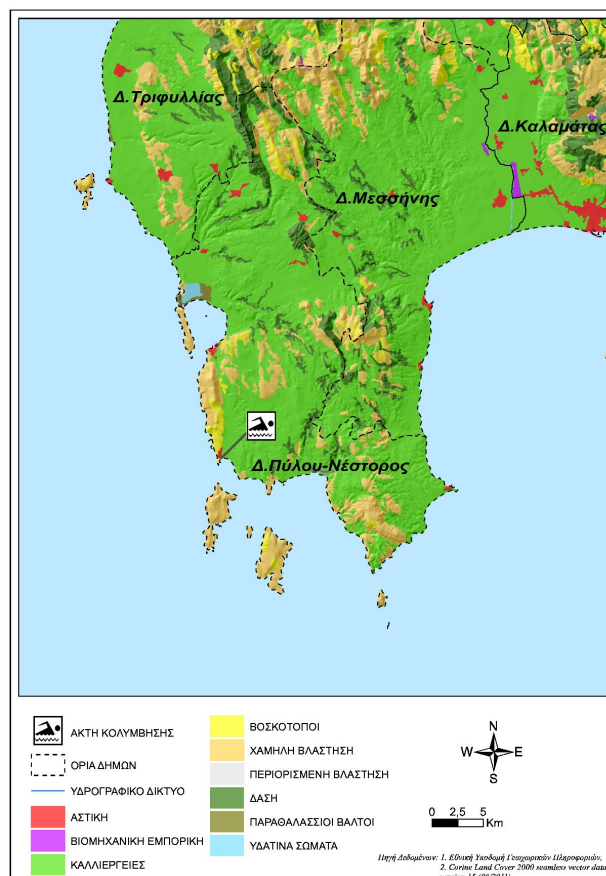 Δ.Τριφυλλίας
Δ.Καλαμάτας
Δ.Μεσσήνης
Δ.Πύλου-Νέστορος
ΑΚΤΗ ΚΟΛΥΜΒΗΣΗΣ
ΟΡΙΑ ΔΗΜΩΝ
ΥΔΡΟΓΡΑΦΙΚΟ ΔΙΚΤΥΟ
ΑΣΤΙΚΗ
ΒΙΟΜΗΧΑΝΙΚΗ ΕΜΠΟΡΙΚΗ
ΚΑΛΛΙΕΡΓΕΙΕΣ
ΒΟΣΚΟΤΟΠΟΙ
ΧΑΜΗΛΗ ΒΛΑΣΤΗΣΗ
ΠΕΡΙΟΡΙΣΜΕΝΗ ΒΛΑΣΤΗΣΗ
ΔΑΣΗ
ΠΑΡΑΘΑΛΑΣΣΙΟΙ ΒΑΛΤΟΙ
ΥΔΑΤΙΝΑ ΣΩΜΑΤΑ
N
W E
S
0 2,5 5
Km
Πηγή Δεδομένων: 1. Εθνική Υποδομή Γεωχωρικών Πληροφοριών,
2. Corine Land Cover 2000 seamless vector data